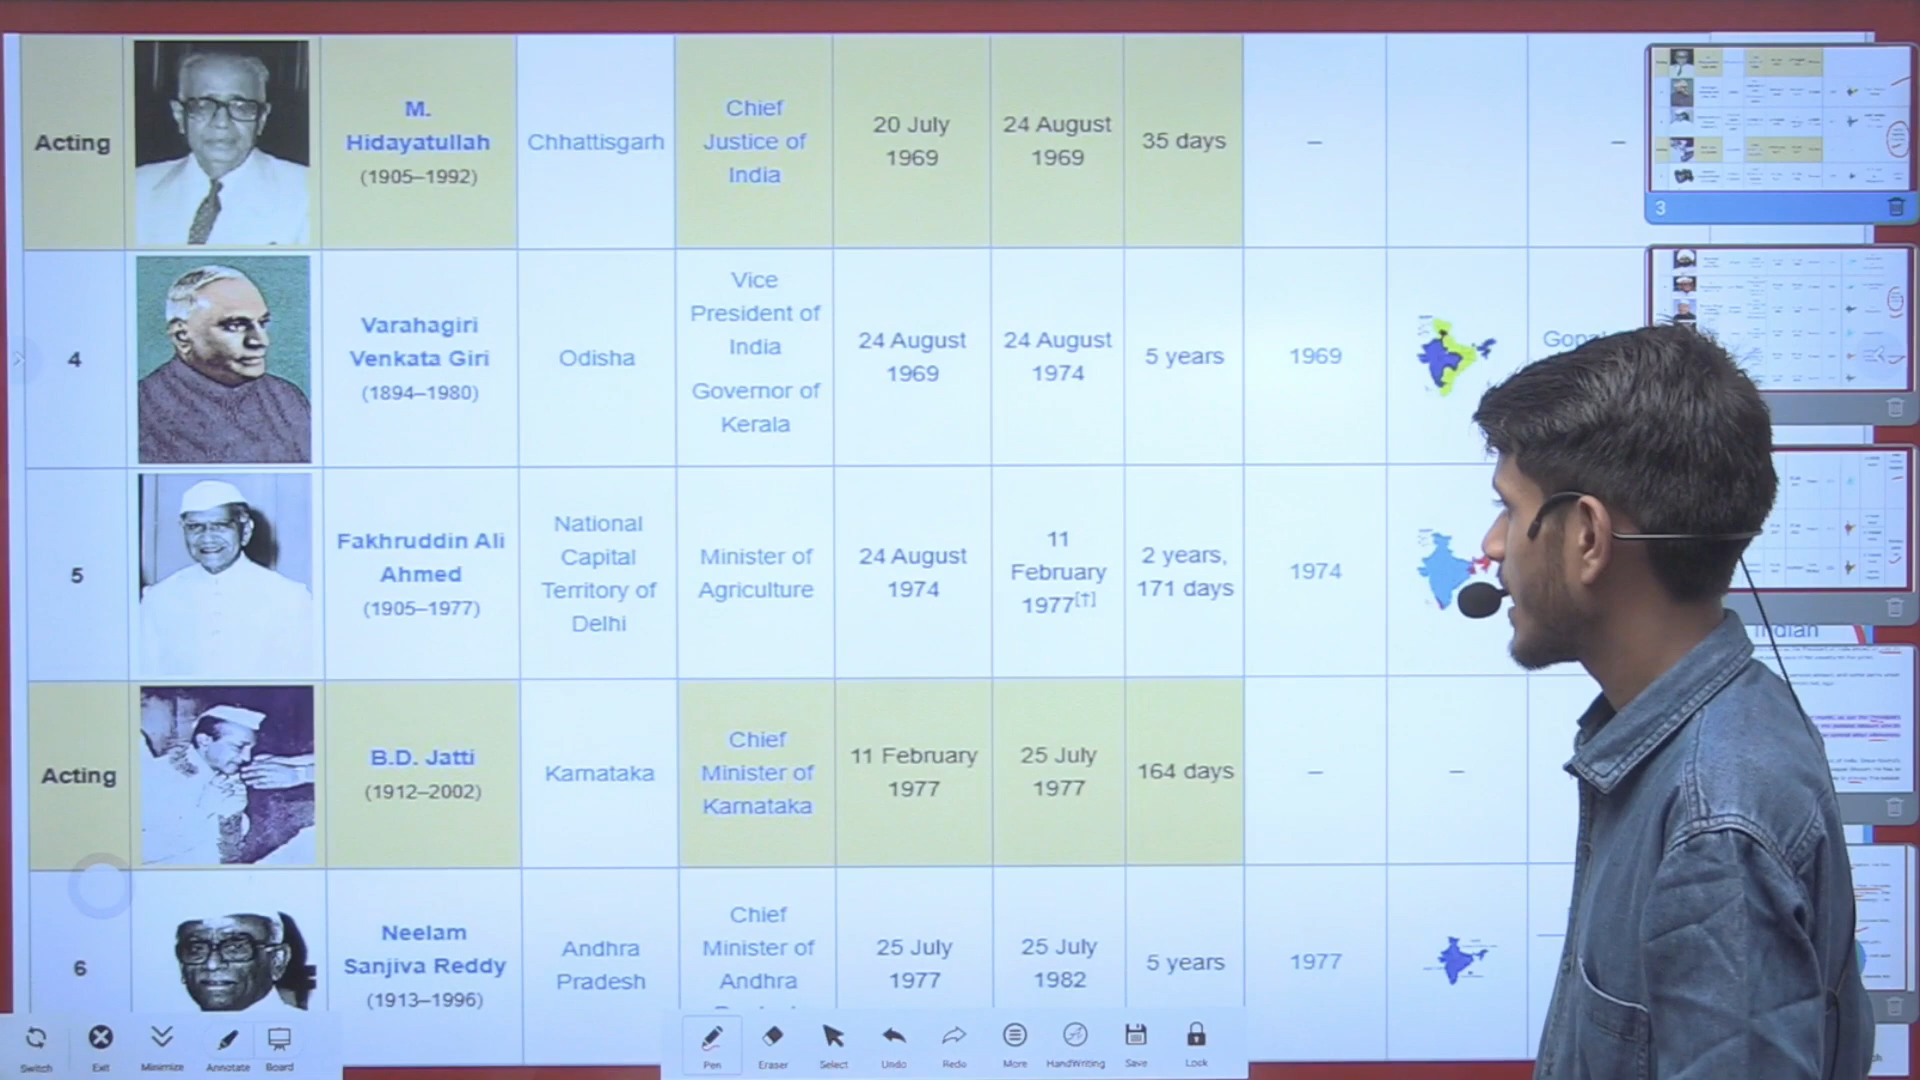 Acting
M.
Hidayatullah
(1905–1992)
Chhattisgarh
Chief
Justice of
India
20 July
1969
24 August
1969
35 days
–
–
4
Varahagiri
Venkata Giri
(1894–1980)
Odisha
Vice
President of
India
Governor of
Kerala
24 August
1969
24 August
1974
5 years
1969
5
Fakhruddin Ali
Ahmed
(1905–1977)
National
Capital
Territory of
Delhi
Minister of
Agriculture
24 August
1974
11
February
1977[†]
2 years,
171 days
1974
Acting
B.D. Jatti
(1912–2002)
Karnataka
Chief
Minister of
Karnataka
11 February
1977
25 July
1977
164 days
–
–
6
Neelam
Sanjiva Reddy
(1913–1996)
Andhra
Pradesh
Chief
Minister of
Andhra
25 July
1977
25 July
1982
5 years
1977
3
Indian
Switch
Exit
Minimize
Annotate
Board
Pen
Eraser
Select
Undo
Redo
More
HandWriting
Save
Lock